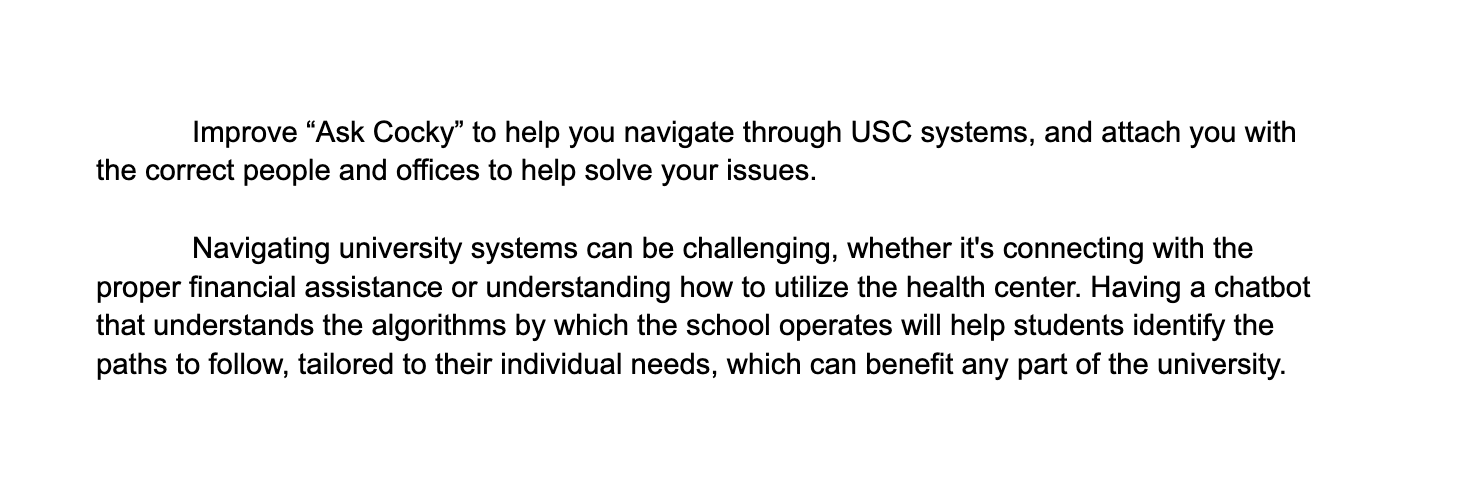 Improve “Ask Cocky” to help you navigate through USC systems, and attach you with
the correct people and offices to help solve your issues.
Navigating university systems can be challenging, whether it's connecting with the
proper financial assistance or understanding how to utilize the health center. Having a chatbot
that understands the algorithms by which the school operates will help students identify the
paths to follow, tailored to their individual needs, which can benefit any part of the university.